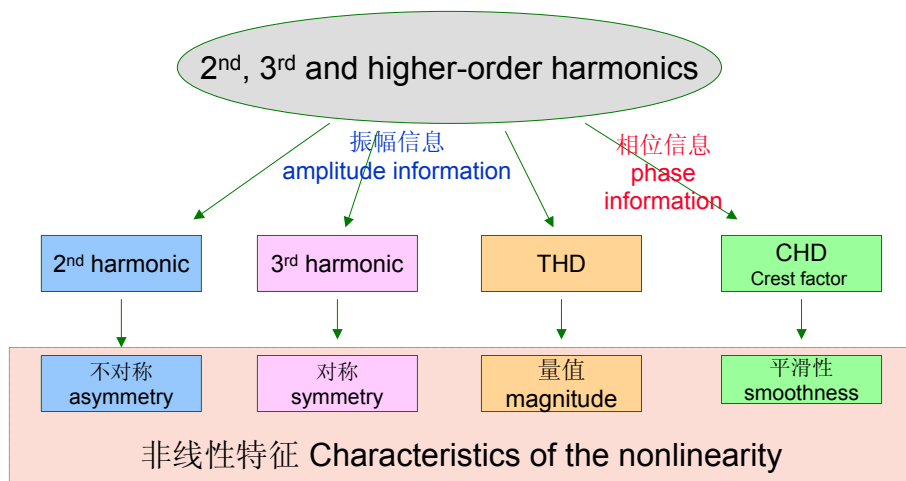 2nd, 3rd and higher-order harmonics
振幅信息
amplitude information
相位信息
phase
information
2nd harmonic
3rd harmonic
THD
CHD
Crest factor
不对称
asymmetry
对称
symmetry
量值
magnitude
平滑性
smoothness
非线性特征 Characteristics of the nonlinearity